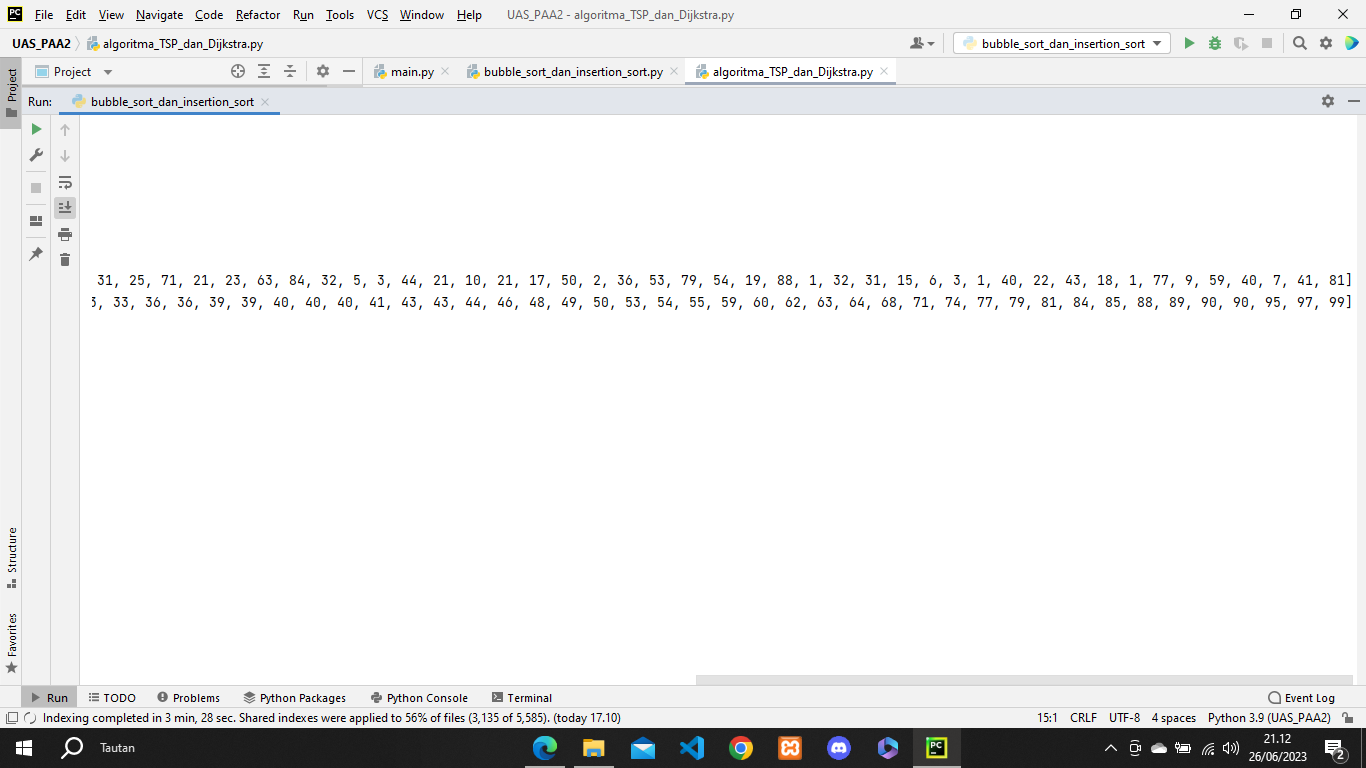 PC File Edit View Navigate Code Refactor Run Tools VCS Window Help UAS_PAA2 - algoritma_TSP_dan_Dijkstra.py
UAS_PAA2 algoritma_TSP_dan_Dijkstra.py bubble_sort_dan_insertion_sort
Project Project main.py bubble_sort_dan_insertion_sort.py algoritma_TSP_dan_Dijkstra.py
Run: bubble_sort_dan_insertion_sort
31, 25, 71, 21, 23, 63, 84, 32, 5, 3, 44, 21, 10, 21, 17, 50, 2, 36, 53, 79, 54, 19, 88, 1, 32, 31, 15, 6, 3, 1, 40, 22, 43, 18, 1, 77, 9, 59, 40, 7, 41, 81]
, 33, 36, 36, 39, 39, 40, 40, 40, 41, 43, 43, 44, 46, 48, 49, 50, 53, 54, 55, 59, 60, 62, 63, 64, 68, 71, 74, 77, 79, 81, 84, 85, 88, 89, 90, 90, 95, 97, 99]
Structure
Favorites
Run TODO Problems Python Packages Python Console Terminal Event Log
Indexing completed in 3 min, 28 sec. Shared indexes were applied to 56% of files (3,135 of 5,585). (today 17.10) 15:1 CRLF UTF-8 4 spaces Python 3.9 (UAS_PAA2)
Tautan PC 21.12
26/06/2023 2